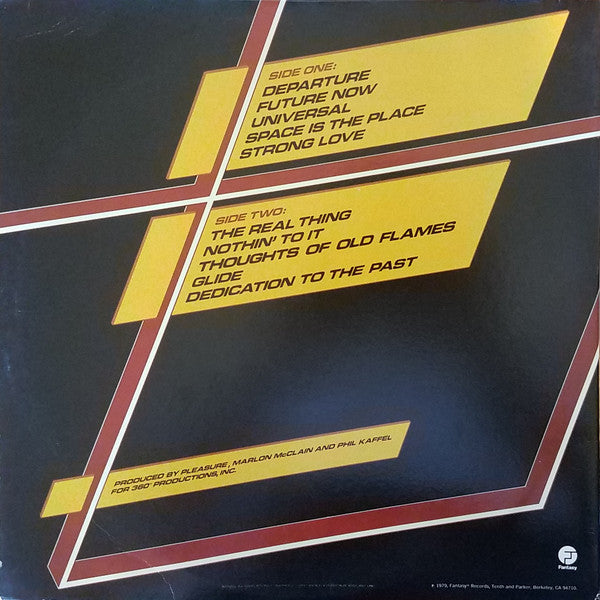 SIDE ONE:
DEPARTURE
FUTURE NOW
UNIVERSAL
SPACE IS THE PLACE
STRONG LOVE
SIDE TWO:
THE REAL THING
NOTHIN' TO IT
THOUGHTS OF OLD FLAMES
GLIDE
DEDICATION TO THE PAST
PRODUCED BY PLEASURE, MARLON McCLAIN AND PHIL KAFFEL
FOR 360° PRODUCTIONS, INC.
Fantasy
℗ 1979, Fantasy Records, Tenth and Parker, Berkeley, CA 94710.